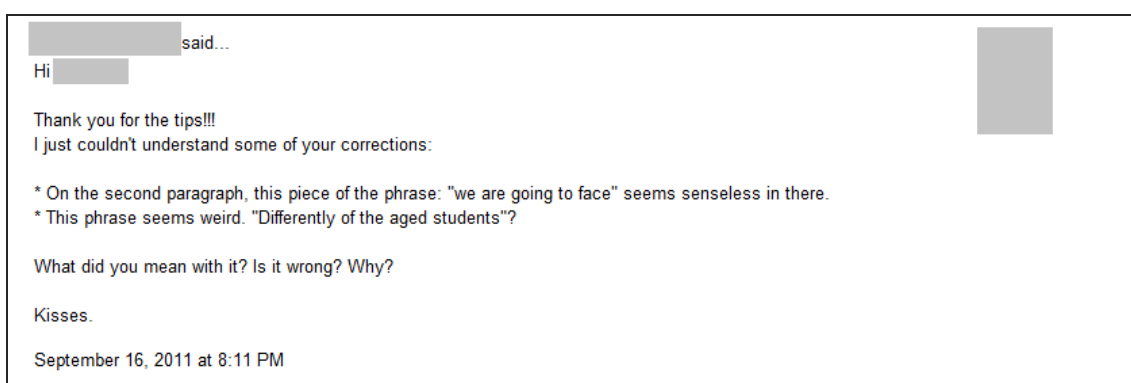 said...
Hi
Thank you for the tips!!!
I just couldn't understand some of your corrections:
* On the second paragraph, this piece of the phrase: "we are going to face" seems senseless in there.
* This phrase seems weird. "Differently of the aged students"?
What did you mean with it? Is it wrong? Why?
Kisses.
September 16, 2011 at 8:11 PM